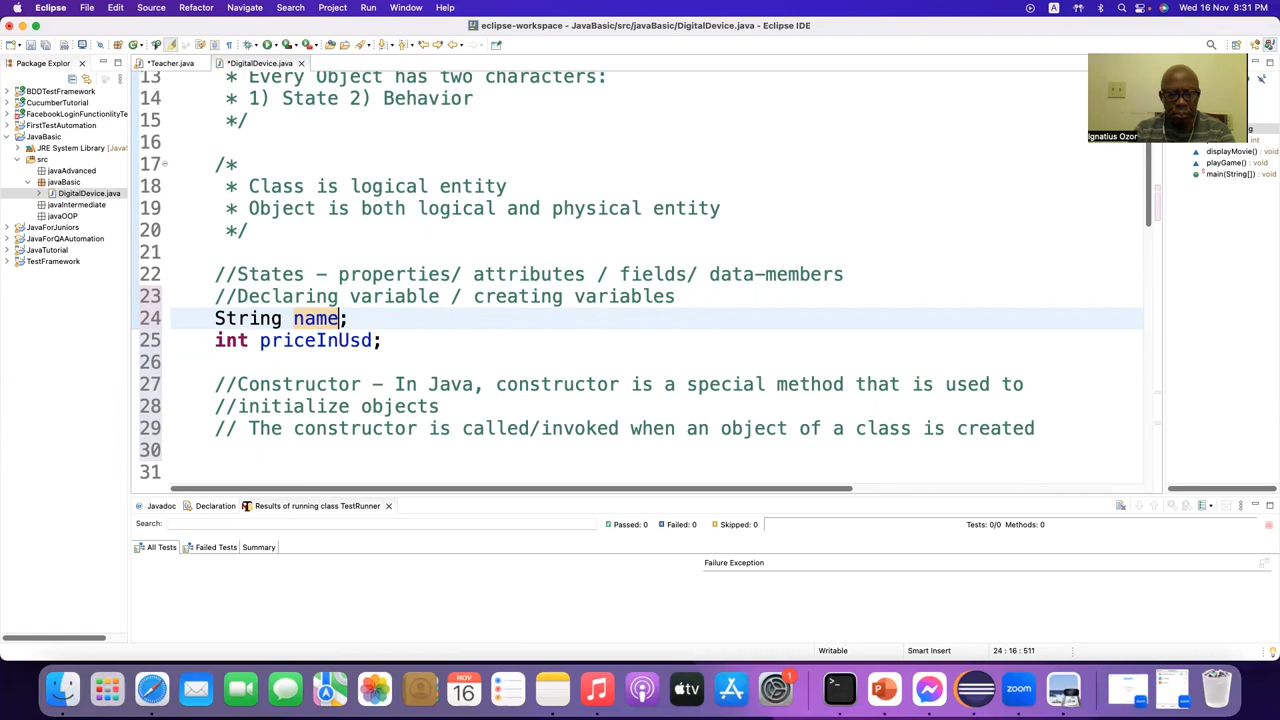 Eclipse File Edit Source Refactor Navigate Search Project Run Window Help Wed 16 Nov 8:31 PM
eclipse-workspace - JavaBasic/src/javaBasic/DigitalDevice.java - Eclipse IDE
Package Explor
*Teacher.java
*DigitalDevice.java
BDDTestFramework
CucumberTutorial
FacebookLoginFunctionlityTe
FirstTestAutomation
JavaBasic
JRE System Library [Java
src
javaAdvanced
javaBasic
DigitalDevice.java
javaIntermediate
javaOOP
JavaForJuniors
JavaForQAAutomation
JavaTutorial
TestFramework
13 * Every Object has two characters:
14 * 1) State 2) Behavior
15 */
16
17 /*
18 * Class is logical entity
19 * Object is both logical and physical entity
20 */
21
22 //States - properties/ attributes / fields/ data-members
23 //Declaring variable / creating variables
24 String name;
25 int priceInUsd;
26
27 //Constructor - In Java, constructor is a special method that is used to
28 //initialize objects
29 // The constructor is called/invoked when an object of a class is created
30
31
Ignatius Ozor
int
displayMovie() : void
playGame() : void
main(String[]) : void
Javadoc Declaration Results of running class TestRunner
Search: Passed: 0 Failed: 0 Skipped: 0 Tests: 0/0 Methods: 0
All Tests Failed Tests Summary
Failure Exception
Writable Smart Insert 24 : 16 : 511
NOV
16
tv
1
zoom